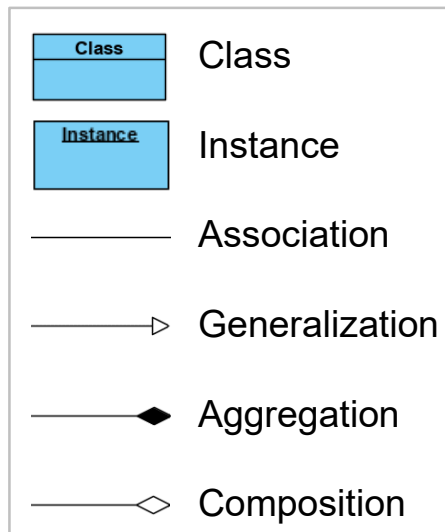 Class
Class
Instance
Instance
Association
Generalization
Aggregation
Composition